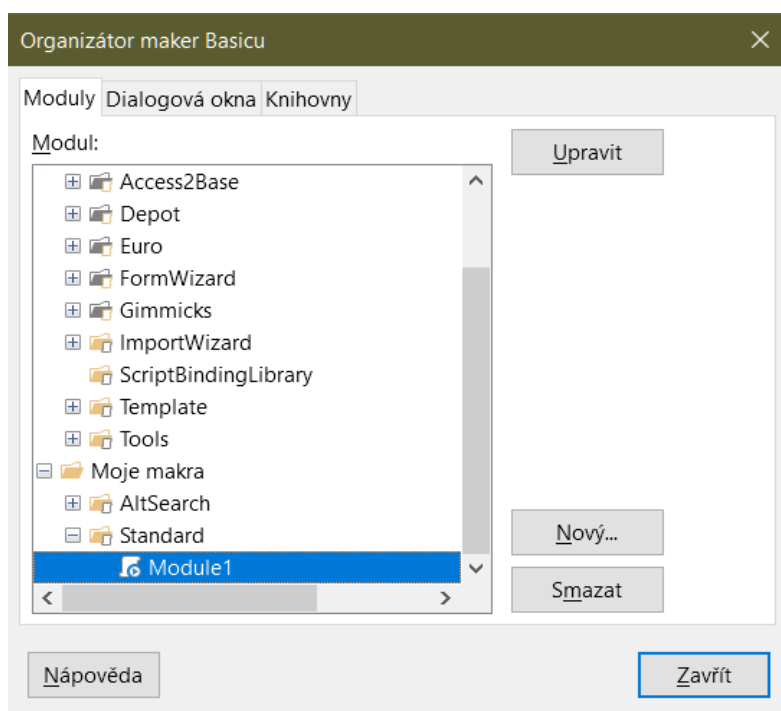 Organizátor maker Basicu
Moduly Dialogová okna Knihovny
Modul:
Upravit
Access2Base
Depot
Euro
FormWizard
Gimmicks
ImportWizard
ScriptBindingLibrary
Template
Tools
Moje makra
AltSearch
Standard
Nový...
Module1
Smazat
Nápověda
Zavřít